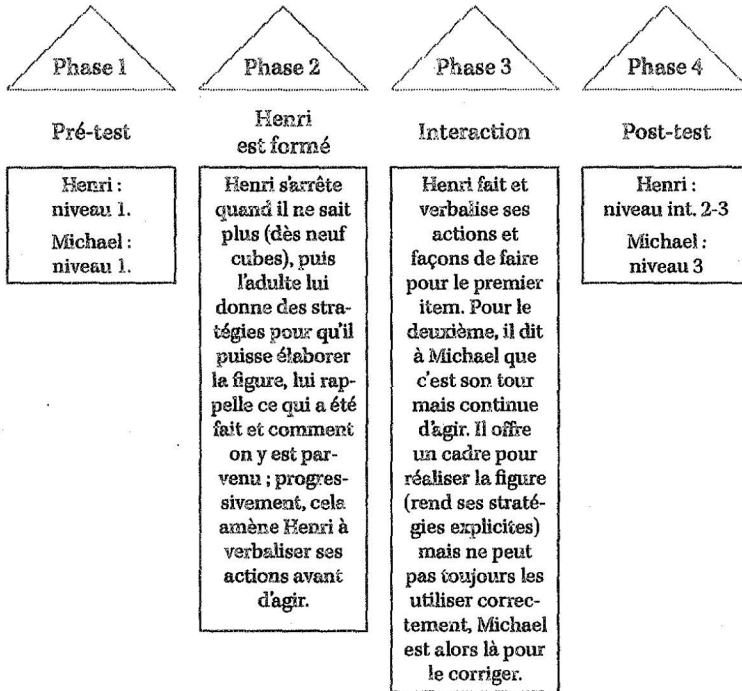 Phase 1
Pré-test
Henri :
niveau 1.
Michael :
niveau 1.
Phase 2
Henri
est formé
Henri s'arrête
quand il ne sait
plus (dès neuf
cubes), puis
l'adulte lui
donne des stra-
tégies pour qu'il
puisse élaborer
la figure, lui rap-
pelle ce qui a été
fait et comment
on y est par-
venu ; progres-
sivement, cela
amène Henri à
verbaliser ses
actions avant
d'agir.
Phase 3
Interaction
Henri fait et
verbalise ses
actions et
façons de faire
pour le premier
item. Pour le
deuxième, il dit
à Michael que
c'est son tour
mais continue
d'agir. Il offre
un cadre pour
réaliser la figure
(rend ses straté-
gies explicites)
mais ne peut
pas toujours les
utiliser correc-
tement, Michael
est alors là pour
le corriger.
Phase 4
Post-test
Henri :
niveau int. 2-3
Michael :
niveau 3